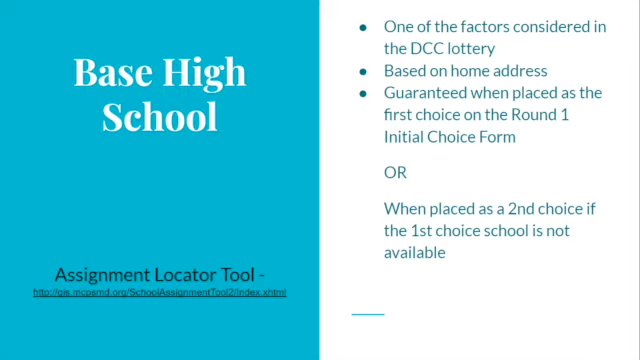 Base High
School
Assignment Locator Tool -
http://gis.mcpsmd.org/SchoolAssignmentTool2/Index.xhtml
● One of the factors considered in
the DCC lottery
● Based on home address
● Guaranteed when placed as the
first choice on the Round 1
Initial Choice Form
OR
When placed as a 2nd choice if
the 1st choice school is not
available